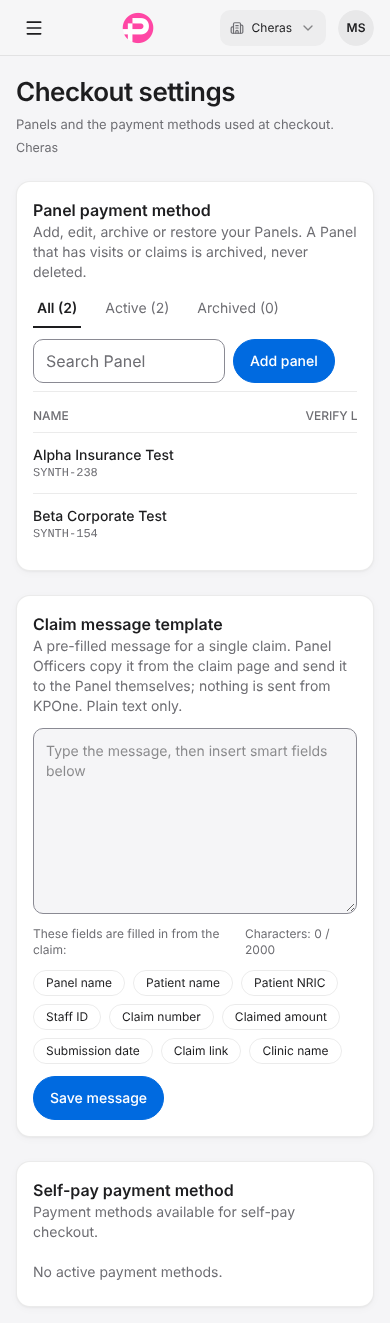 Cheras
MS
Checkout settings
Panels and the payment methods used at checkout.
Cheras
Panel payment method
Add, edit, archive or restore your Panels. A Panel
that has visits or claims is archived, never
deleted.
All (2) Active (2) Archived (0)
Search Panel
Add panel
NAME VERIFY L
Alpha Insurance Test
SYNTH-238
Beta Corporate Test
SYNTH-154
Claim message template
A pre-filled message for a single claim. Panel
Officers copy it from the claim page and send it
to the Panel themselves; nothing is sent from
KPOne. Plain text only.
Type the message, then insert smart fields
below
These fields are filled in from the
claim:
Characters: 0 /
2000
Panel name Patient name Patient NRIC
Staff ID Claim number Claimed amount
Submission date Claim link Clinic name
Save message
Self-pay payment method
Payment methods available for self-pay
checkout.
No active payment methods.